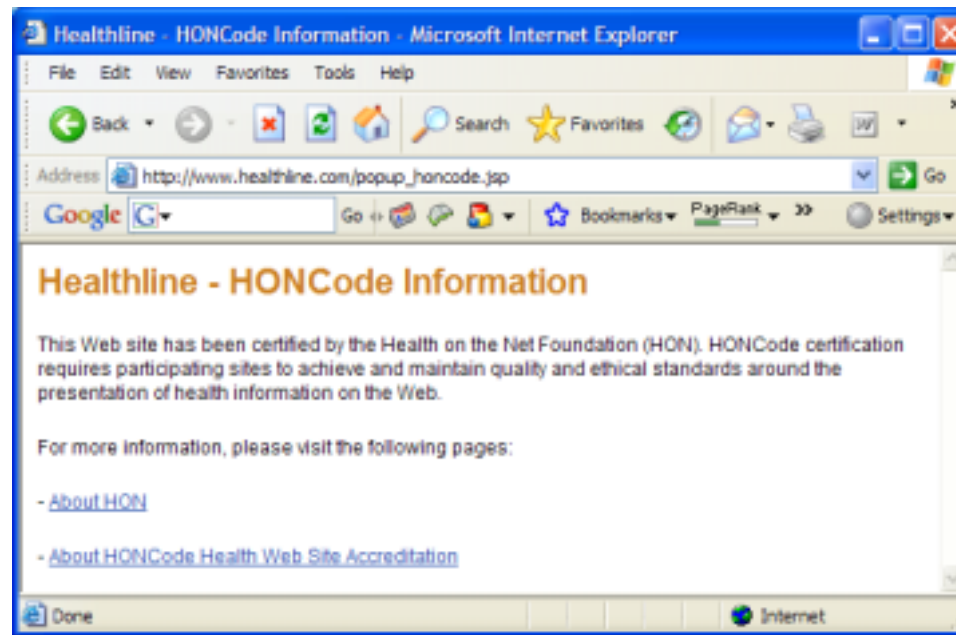 Healthline - HONCode Information - Microsoft Internet Explorer
File Edit View Favorites Tools Help
Back Search Favorites W
Address http://www.healthline.com/popup_honcode.jsp Go
Google G Go Bookmarks PageRank Settings
Healthline - HONCode Information
This Web site has been certified by the Health on the Net Foundation (HON). HONCode certification
requires participating sites to achieve and maintain quality and ethical standards around the
presentation of health information on the Web.
For more information, please visit the following pages:
- About HON
- About HONCode Health Web Site Accreditation
Done Internet